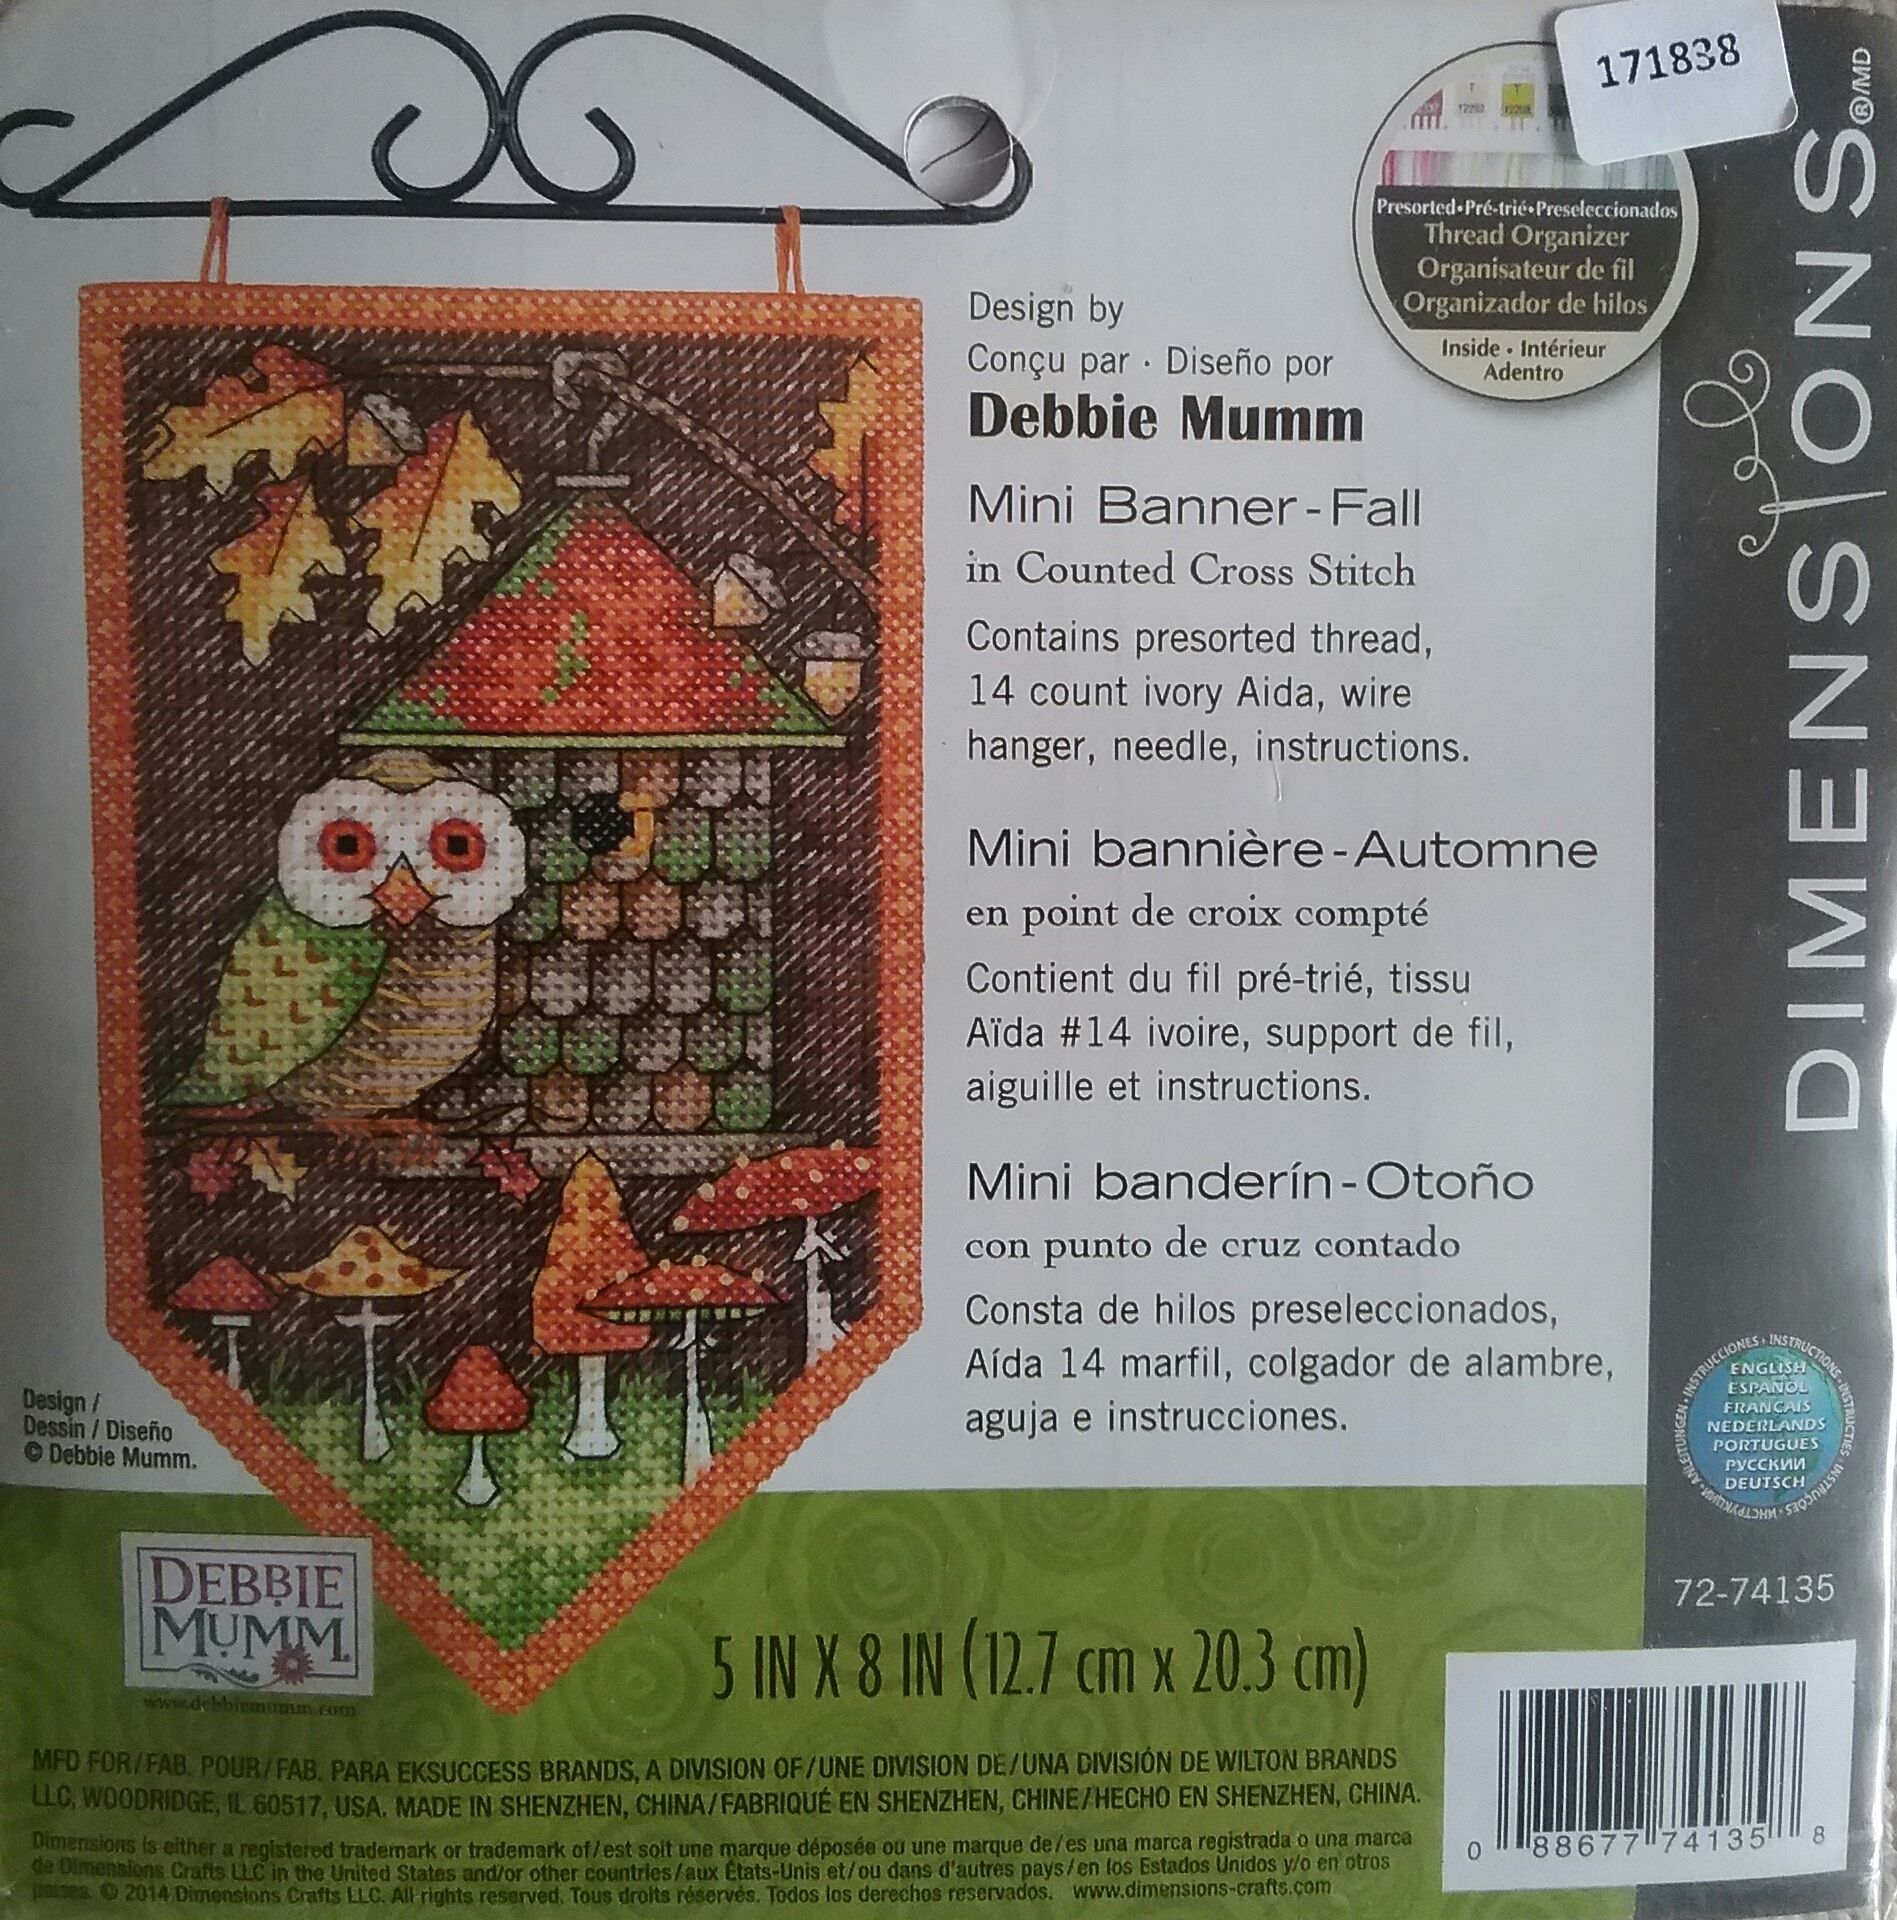 171838
DIMENSIONS®/MD
Presorted•Pré-trié•Preseleccionados
Thread Organizer
Organisateur de fil
Organizador de hilos
Inside • Intérieur
Adentro
Design by
Conçu par · Diseño por
Debbie Mumm
Mini Banner-Fall
in Counted Cross Stitch
Contains presorted thread,
14 count ivory Aida, wire
hanger, needle, instructions.
Mini bannière-Automne
en point de croix compté
Contient du fil pré-trié, tissu
Aïda #14 ivoire, support de fil,
aiguille et instructions.
Mini banderín-Otoño
con punto de cruz contado
Consta de hilos preseleccionados,
Aída 14 marfil, colgador de alambre,
aguja e instrucciones.
Design /
Dessin / Diseño
© Debbie Mumm.
INSTRUCCIONES • INSTRUCTIONS • INSTRUCTIES • INSTRUÇÕES • ИНСТРУКЦИИ • ANLEITUNGEN •
ENGLISH
ESPAÑOL
FRANÇAIS
NEDERLANDS
PORTUGUES
РУССКИИ
DEUTSCH
72-74135
DEBBIE
MUMM
www.debbiemumm.com
5 IN X 8 IN (12.7 cm x 20.3 cm)
MFD FOR/FAB. POUR/FAB. PARA EKSUCCESS BRANDS, A DIVISION OF/UNE DIVISION DE/UNA DIVISIÓN DE WILTON BRANDS
LLC, WOODRIDGE, IL 60517, USA. MADE IN SHENZHEN, CHINA/FABRIQUÉ EN SHENZHEN, CHINE/HECHO EN SHENZHEN, CHINA.
Dimensions is either a registered trademark or trademark of/est soit une marque déposée ou une marque de/es una marca registrada o una marca
de Dimensions Crafts LLC in the United States and/or other countries/aux États-Unis et/ou dans d'autres pays/en los Estados Unidos y/o en otros
países. © 2014 Dimensions Crafts LLC. All rights reserved. Tous droits réservés. Todos los derechos reservados. www.dimensions-crafts.com
0 88677 74135 8